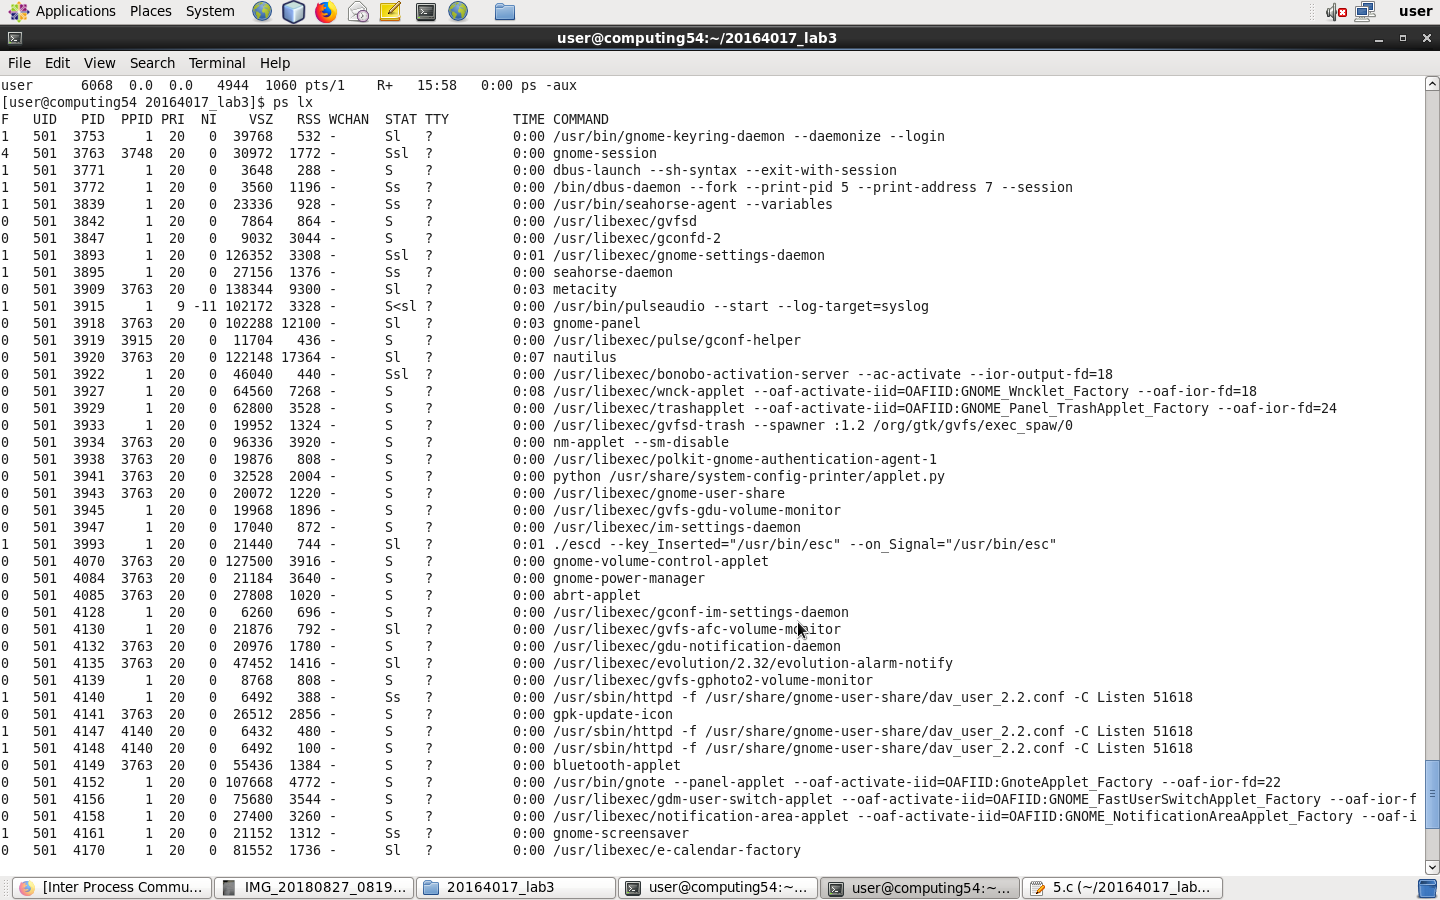 Applications Places System user
user@computing54:~/20164017_lab3
File Edit View Search Terminal Help
user      6068  0.0  0.0   4944  1060 pts/1    R+   15:58   0:00 ps -aux
[user@computing54 20164017_lab3]$ ps lx
F   UID   PID  PPID PRI  NI    VSZ   RSS WCHAN  STAT TTY        TIME COMMAND
1   501  3753     1  20   0  39768   532 -      Sl   ?          0:00 /usr/bin/gnome-keyring-daemon --daemonize --login
4   501  3763  3748  20   0  30972  1772 -      Ssl  ?          0:00 gnome-session
1   501  3771     1  20   0   3648   288 -      S    ?          0:00 dbus-launch --sh-syntax --exit-with-session
1   501  3772     1  20   0   3560  1196 -      Ss   ?          0:00 /bin/dbus-daemon --fork --print-pid 5 --print-address 7 --session
1   501  3839     1  20   0  23336   928 -      Ss   ?          0:00 /usr/bin/seahorse-agent --variables
0   501  3842     1  20   0   7864   864 -      S    ?          0:00 /usr/libexec/gvfsd
0   501  3847     1  20   0   9032  3044 -      S    ?          0:00 /usr/libexec/gconfd-2
1   501  3893     1  20   0 126352  3308 -      Ssl  ?          0:01 /usr/libexec/gnome-settings-daemon
1   501  3895     1  20   0  27156  1376 -      Ss   ?          0:00 seahorse-daemon
0   501  3909  3763  20   0 138344  9300 -      Sl   ?          0:03 metacity
1   501  3915     1   9 -11 102172  3328 -      S<sl ?          0:00 /usr/bin/pulseaudio --start --log-target=syslog
0   501  3918  3763  20   0 102288 12100 -      Sl   ?          0:03 gnome-panel
0   501  3919  3915  20   0  11704   436 -      S    ?          0:00 /usr/libexec/pulse/gconf-helper
0   501  3920  3763  20   0 122148 17364 -      Sl   ?          0:07 nautilus
0   501  3922     1  20   0  46040   440 -      Ssl  ?          0:00 /usr/libexec/bonobo-activation-server --ac-activate --ior-output-fd=18
0   501  3927     1  20   0  64560  7268 -      S    ?          0:08 /usr/libexec/wnck-applet --oaf-activate-iid=OAFIID:GNOME_Wncklet_Factory --oaf-ior-fd=18
0   501  3929     1  20   0  62800  3528 -      S    ?          0:00 /usr/libexec/trashapplet --oaf-activate-iid=OAFIID:GNOME_Panel_TrashApplet_Factory --oaf-ior-fd=24
0   501  3933     1  20   0  19952  1324 -      S    ?          0:00 /usr/libexec/gvfsd-trash --spawner :1.2 /org/gtk/gvfs/exec_spaw/0
0   501  3934  3763  20   0  96336  3920 -      S    ?          0:00 nm-applet --sm-disable
0   501  3938  3763  20   0  19876   808 -      S    ?          0:00 /usr/libexec/polkit-gnome-authentication-agent-1
0   501  3941  3763  20   0  32528  2004 -      S    ?          0:00 python /usr/share/system-config-printer/applet.py
0   501  3943  3763  20   0  20072  1220 -      S    ?          0:00 /usr/libexec/gnome-user-share
0   501  3945     1  20   0  19968  1896 -      S    ?          0:00 /usr/libexec/gvfs-gdu-volume-monitor
0   501  3947     1  20   0  17040   872 -      S    ?          0:00 /usr/libexec/im-settings-daemon
1   501  3993     1  20   0  21440   744 -      Sl   ?          0:01 ./escd --key_Inserted="/usr/bin/esc" --on_Signal="/usr/bin/esc"
0   501  4070  3763  20   0 127500  3916 -      S    ?          0:00 gnome-volume-control-applet
0   501  4084  3763  20   0  21184  3640 -      S    ?          0:00 gnome-power-manager
0   501  4085  3763  20   0  27808  1020 -      S    ?          0:00 abrt-applet
0   501  4128     1  20   0   6260   696 -      S    ?          0:00 /usr/libexec/gconf-im-settings-daemon
0   501  4130     1  20   0  21876   792 -      Sl   ?          0:00 /usr/libexec/gvfs-afc-volume-monitor
0   501  4132  3763  20   0  20976  1780 -      S    ?          0:00 /usr/libexec/gdu-notification-daemon
0   501  4135  3763  20   0  47452  1416 -      Sl   ?          0:00 /usr/libexec/evolution/2.32/evolution-alarm-notify
0   501  4139     1  20   0   8768   808 -      S    ?          0:00 /usr/libexec/gvfs-gphoto2-volume-monitor
1   501  4140     1  20   0   6492   388 -      Ss   ?          0:00 /usr/sbin/httpd -f /usr/share/gnome-user-share/dav_user_2.2.conf -C Listen 51618
0   501  4141  3763  20   0  26512  2856 -      S    ?          0:00 gpk-update-icon
1   501  4147  4140  20   0   6432   480 -      S    ?          0:00 /usr/sbin/httpd -f /usr/share/gnome-user-share/dav_user_2.2.conf -C Listen 51618
1   501  4148  4140  20   0   6492   100 -      S    ?          0:00 /usr/sbin/httpd -f /usr/share/gnome-user-share/dav_user_2.2.conf -C Listen 51618
0   501  4149  3763  20   0  55436  1384 -      S    ?          0:00 bluetooth-applet
0   501  4152     1  20   0 107668  4772 -      S    ?          0:00 /usr/bin/gnote --panel-applet --oaf-activate-iid=OAFIID:GnoteApplet_Factory --oaf-ior-fd=22
0   501  4156     1  20   0  75680  3544 -      S    ?          0:00 /usr/libexec/gdm-user-switch-applet --oaf-activate-iid=OAFIID:GNOME_FastUserSwitchApplet_Factory --oaf-ior-f
0   501  4158     1  20   0  27400  3260 -      S    ?          0:00 /usr/libexec/notification-area-applet --oaf-activate-iid=OAFIID:GNOME_NotificationAreaApplet_Factory --oaf-i
1   501  4161     1  20   0  21152  1312 -      Ss   ?          0:00 gnome-screensaver
0   501  4170     1  20   0  81552  1736 -      Sl   ?          0:00 /usr/libexec/e-calendar-factory
[Inter Process Commu... IMG_20180827_0819... 20164017_lab3 user@computing54:~/... user@computing54:~/... 5.c (~/20164017_lab...